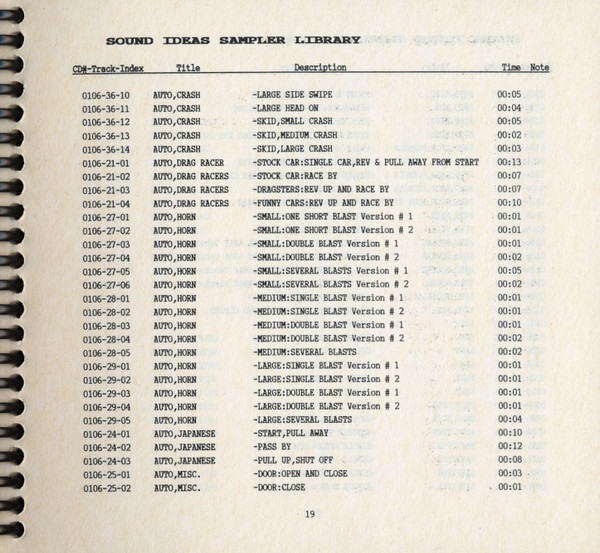 SOUND IDEAS SAMPLER LIBRARY
CD#-Track-Index Title Description Time Note
0106-36-10 AUTO,CRASH -LARGE SIDE SWIPE 00:05
0106-36-11 AUTO,CRASH -LARGE HEAD ON 00:04
0106-36-12 AUTO,CRASH -SKID,SMALL CRASH 00:05
0106-36-13 AUTO,CRASH -SKID,MEDIUM CRASH 00:02
0106-36-14 AUTO,CRASH -SKID,LARGE CRASH 00:03
0106-21-01 AUTO,DRAG RACER -STOCK CAR:SINGLE CAR,REV & PULL AWAY FROM START 00:13
0106-21-02 AUTO,DRAG RACERS -STOCK CAR:RACE BY 00:07
0106-21-03 AUTO,DRAG RACERS -DRAGSTERS:REV UP AND RACE BY 00:07
0106-21-04 AUTO,DRAG RACERS -FUNNY CARS:REV UP AND RACE BY 00:10
0106-27-01 AUTO,HORN -SMALL:ONE SHORT BLAST Version # 1 00:01
0106-27-02 AUTO,HORN -SMALL:ONE SHORT BLAST Version # 2 00:01
0106-27-03 AUTO,HORN -SMALL:DOUBLE BLAST Version # 1 00:01
0106-27-04 AUTO,HORN -SMALL:DOUBLE BLAST Version # 2 00:02
0106-27-05 AUTO,HORN -SMALL:SEVERAL BLASTS Version # 1 00:05
0106-27-06 AUTO,HORN -SMALL:SEVERAL BLASTS Version # 2 00:02
0106-28-01 AUTO,HORN -MEDIUM:SINGLE BLAST Version # 1 00:01
0106-28-02 AUTO,HORN -MEDIUM:SINGLE BLAST Version # 2 00:01
0106-28-03 AUTO,HORN -MEDIUM:DOUBLE BLAST Version # 1 00:01
0106-28-04 AUTO,HORN -MEDIUM:DOUBLE BLAST Version # 2 00:02
0106-28-05 AUTO,HORN -MEDIUM:SEVERAL BLASTS 00:02
0106-29-01 AUTO,HORN -LARGE:SINGLE BLAST Version # 1 00:01
0106-29-02 AUTO,HORN -LARGE:SINGLE BLAST Version # 2 00:01
0106-29-03 AUTO,HORN -LARGE:DOUBLE BLAST Version # 1 00:01
0106-29-04 AUTO,HORN -LARGE:DOUBLE BLAST Version # 2 00:01
0106-29-05 AUTO,HORN -LARGE:SEVERAL BLASTS 00:04
0106-24-01 AUTO,JAPANESE -START,PULL AWAY 00:10
0106-24-02 AUTO,JAPANESE -PASS BY 00:12
0106-24-03 AUTO,JAPANESE -PULL UP,SHUT OFF 00:08
0106-25-01 AUTO,MISC. -DOOR:OPEN AND CLOSE 00:03
0106-25-02 AUTO,MISC. -DOOR:CLOSE 00:01
19